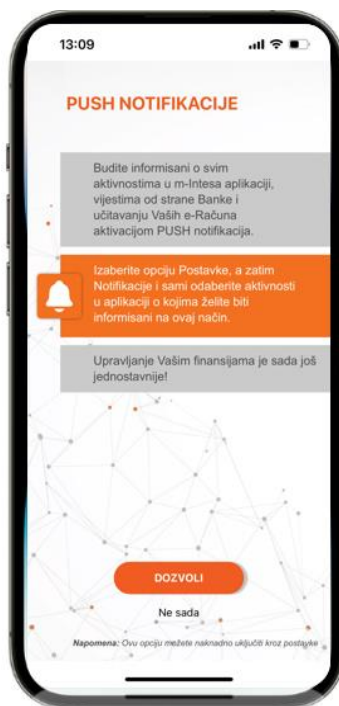 13:09
PUSH NOTIFIKACIJE
Budite informisani o svim
aktivnostima u m-Intesa aplikaciji,
vijestima od strane Banke i
učitavanju Vaših e-Računa
aktivacijom PUSH notifikacija.
Izaberite opciju Postavke, a zatim
Notifikacije i sami odaberite aktivnosti
u aplikaciji o kojima želite biti
informisani na ovaj način.
Upravljanje Vašim finansijama je sada još
jednostavnije!
DOZVOLI
Ne sada
Napomena: Ovu opciju možete naknadno uključiti kroz postavke